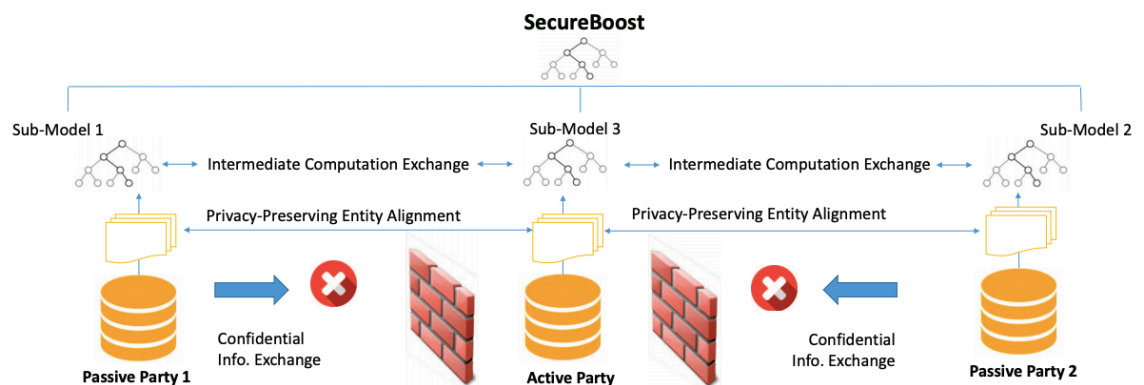 SecureBoost
Sub-Model 1
Sub-Model 3
Sub-Model 2
Intermediate Computation Exchange
Intermediate Computation Exchange
Privacy-Preserving Entity Alignment
Privacy-Preserving Entity Alignment
Confidential
Info. Exchange
Confidential
Info. Exchange
Passive Party 1
Active Party
Passive Party 2